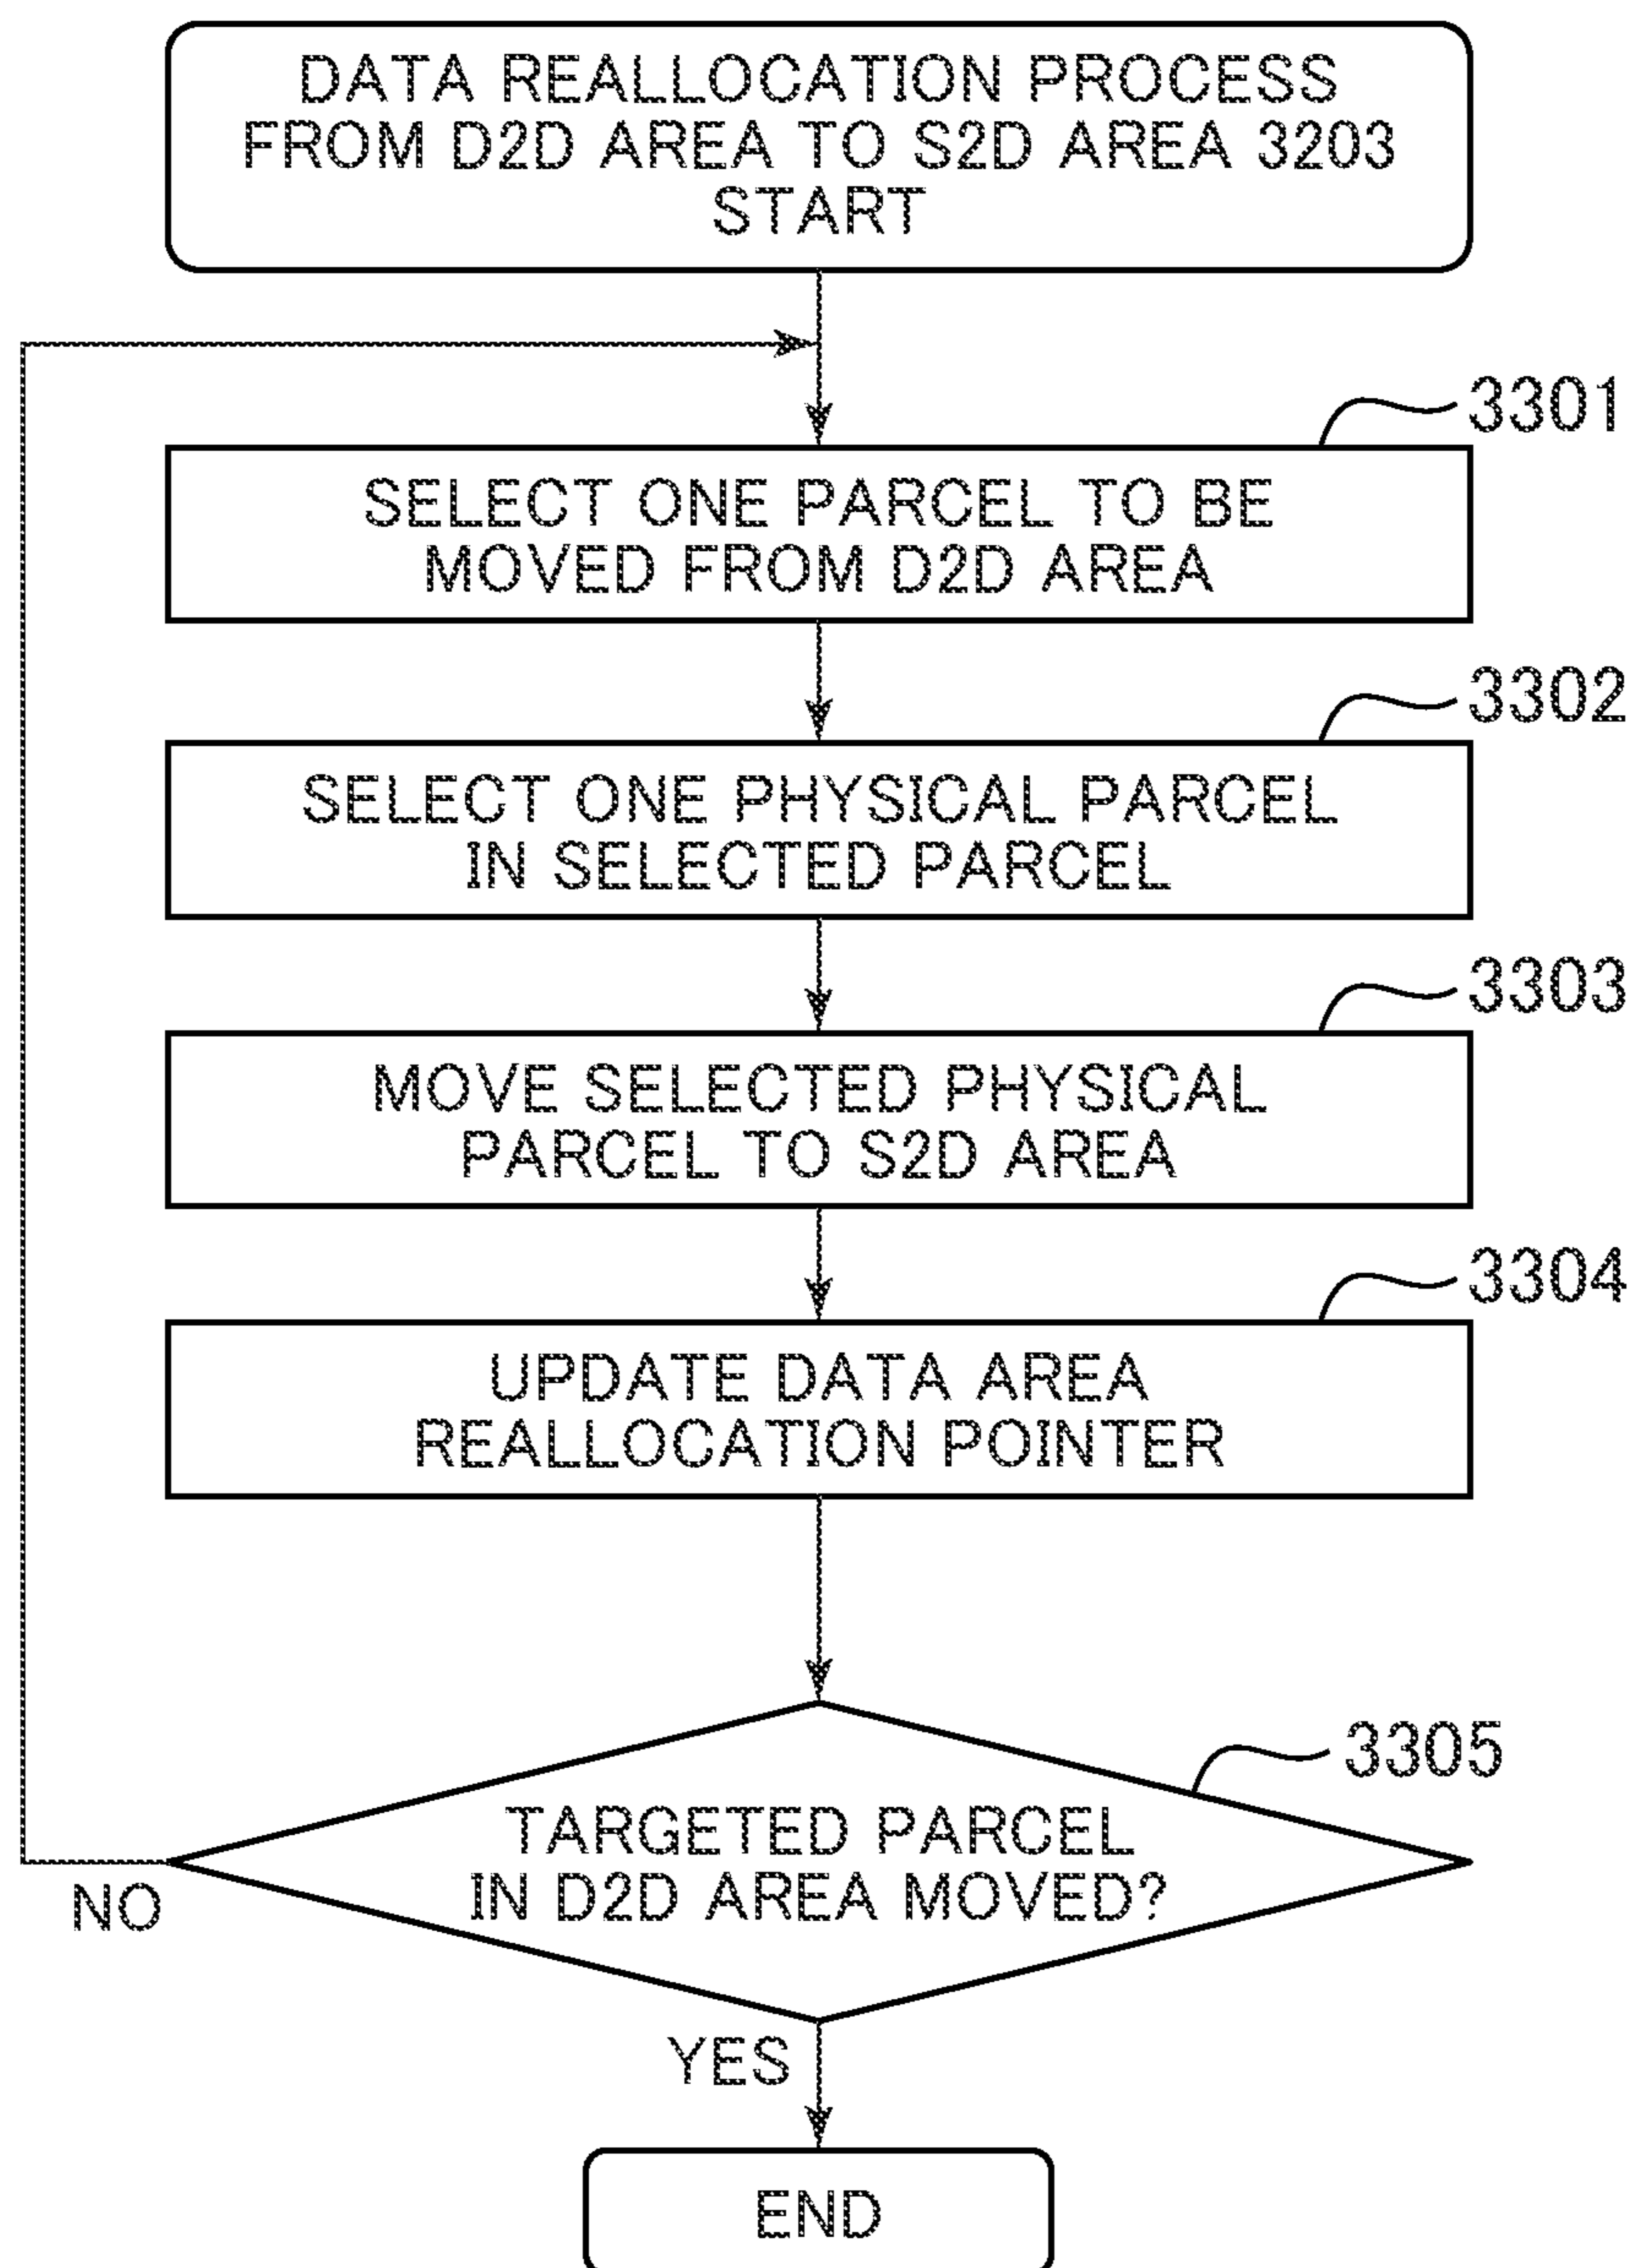 DATA REALLOCATION PROCESS
FROM D2D AREA TO S2D AREA 3203
START
3301
SELECT ONE PARCEL TO BE
MOVED FROM D2D AREA
3302
SELECT ONE PHYSICAL PARCEL
IN SELECTED PARCEL
3303
MOVE SELECTED PHYSICAL
PARCEL TO S2D AREA
3304
UPDATE DATA AREA
REALLOCATION POINTER
3305
TARGETED PARCEL
IN D2D AREA MOVED?
NO
YES
END